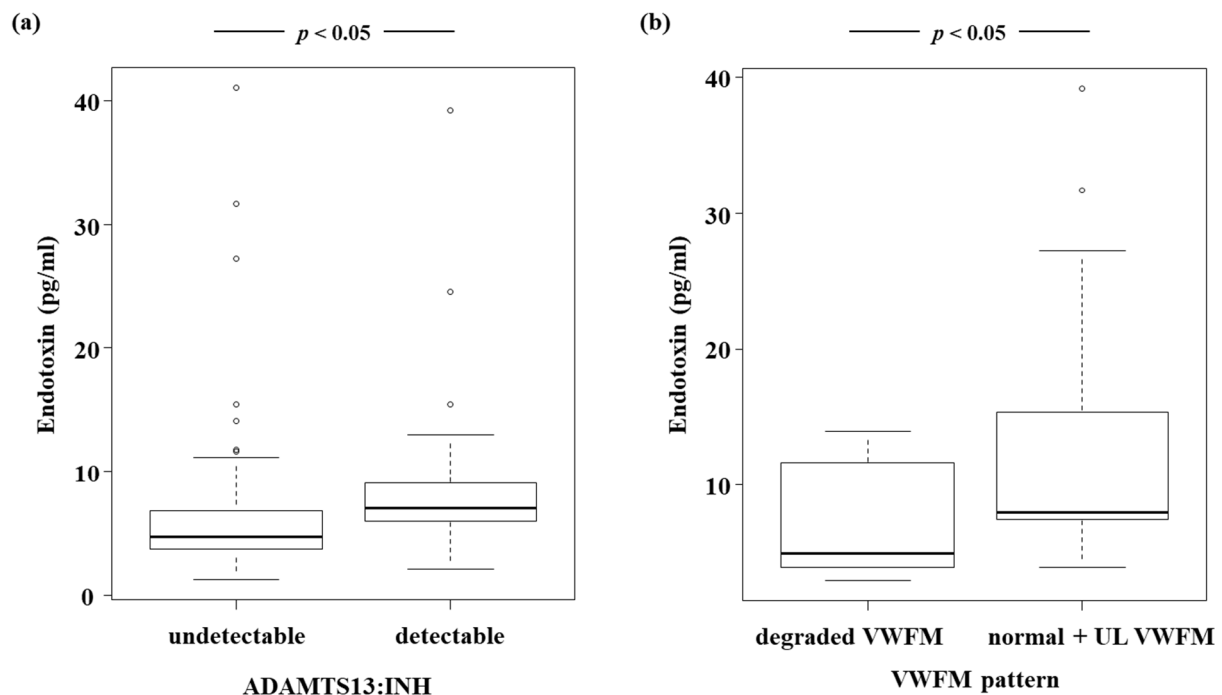 (a)
p < 0.05
Endotoxin (pg/ml)
40
30
20
10
0
undetectable
detectable
ADAMTS13:INH
(b)
p < 0.05
Endotoxin (pg/ml)
40
30
20
10
degraded VWFM
normal + UL VWFM
VWFM pattern